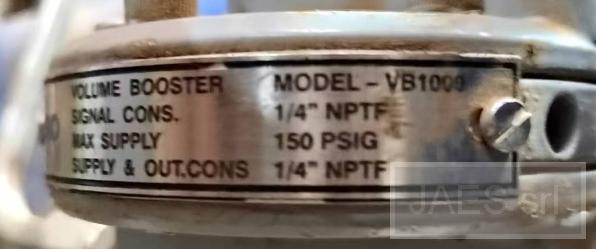 VOLUME BOOSTER MODEL - VB1000
SIGNAL CONS. 1/4" NPTF
MAX SUPPLY 150 PSIG
SUPPLY & OUT.CONS 1/4" NPTF
JAES srl